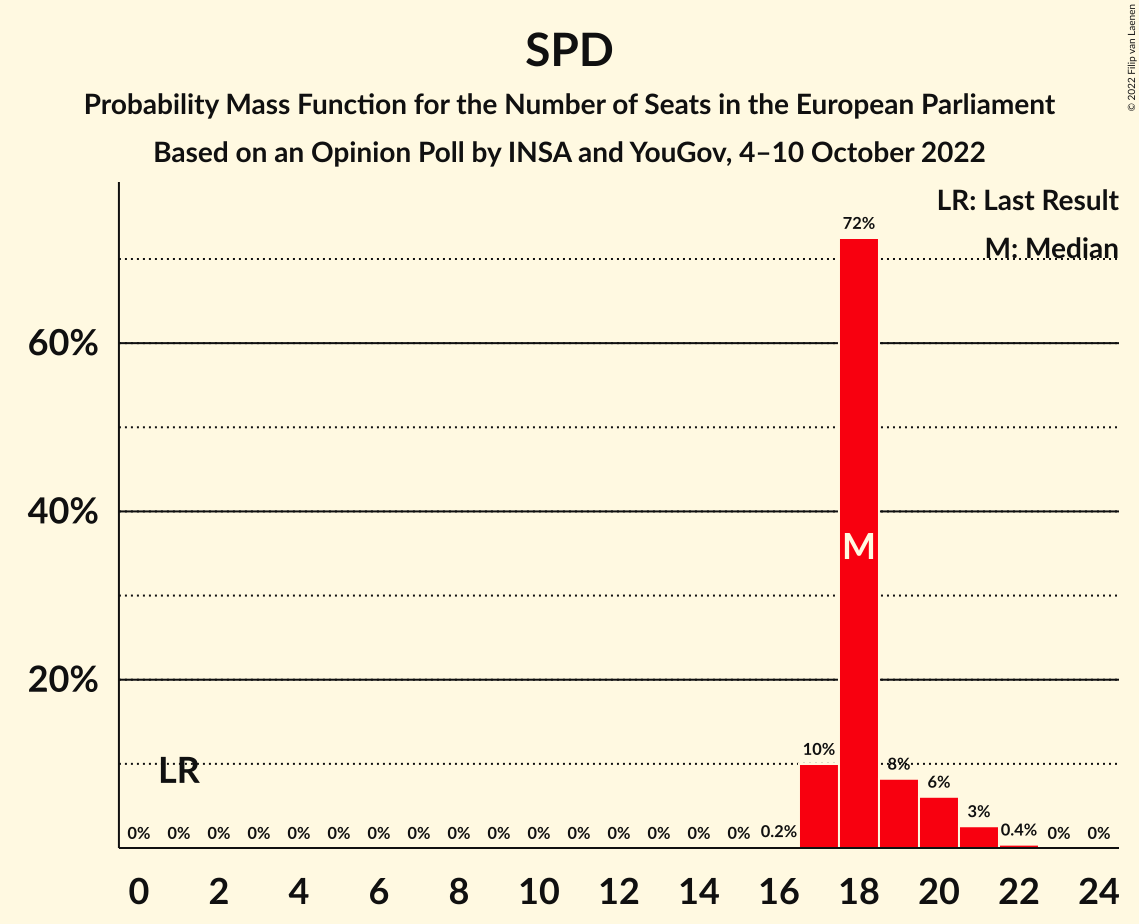 SPD
Probability Mass Function for the Number of Seats in the European Parliament
Based on an Opinion Poll by INSA and YouGov, 4–10 October 2022
© 2022 Filip van Laenen
LR: Last Result
M: Median
72%
60%
40%
M
20%
LR
10%
8%
6%
3%
0% 0% 0% 0% 0% 0% 0% 0% 0% 0% 0% 0% 0% 0% 0% 0% 0.2% 0.4% 0% 0%
0 2 4 6 8 10 12 14 16 18 20 22 24